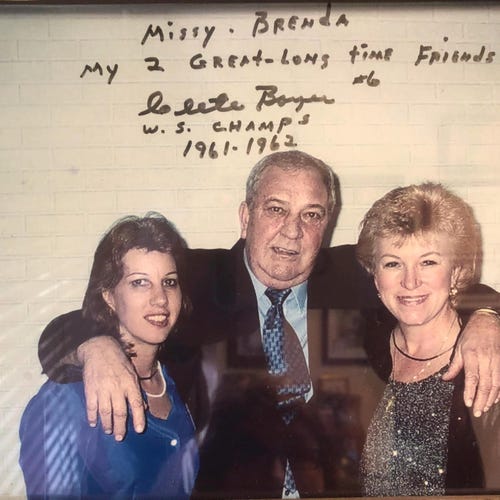 Missy. Brenda
My 2 Great-Long time Friends
Clete Boyer #6
W.S. CHAMPS
1961-1962